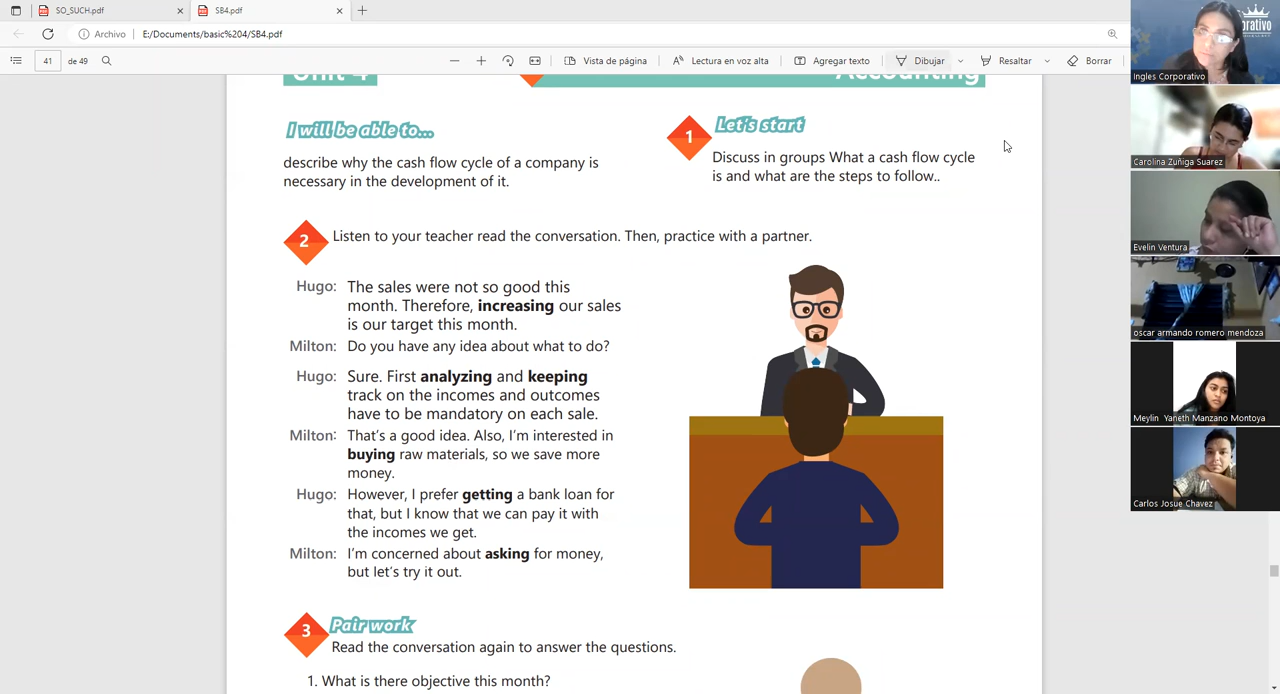 SO_SUCH.pdf
SB4.pdf
Archivo
E:/Documents/basic%204/SB4.pdf
41
de 49
Vista de página
Lectura en voz alta
Agregar texto
Dibujar
Resaltar
Borrar
Unit 4
Accounting
I will be able to...
describe why the cash flow cycle of a company is
necessary in the development of it.
1
Let's start
Discuss in groups What a cash flow cycle
is and what are the steps to follow..
2
Listen to your teacher read the conversation. Then, practice with a partner.
Hugo: The sales were not so good this
month. Therefore, increasing our sales
is our target this month.
Milton: Do you have any idea about what to do?
Hugo: Sure. First analyzing and keeping
track on the incomes and outcomes
have to be mandatory on each sale.
Milton: That's a good idea. Also, I'm interested in
buying raw materials, so we save more
money.
Hugo: However, I prefer getting a bank loan for
that, but I know that we can pay it with
the incomes we get.
Milton: I'm concerned about asking for money,
but let's try it out.
3
Pair work
Read the conversation again to answer the questions.
1. What is there objective this month?
Ingles Corporativo
Carolina Zuñiga Suarez
Evelin Ventura
oscar armando romero mendoza
Meylin Yaneth Manzano Montoya
Carlos Josue Chavez